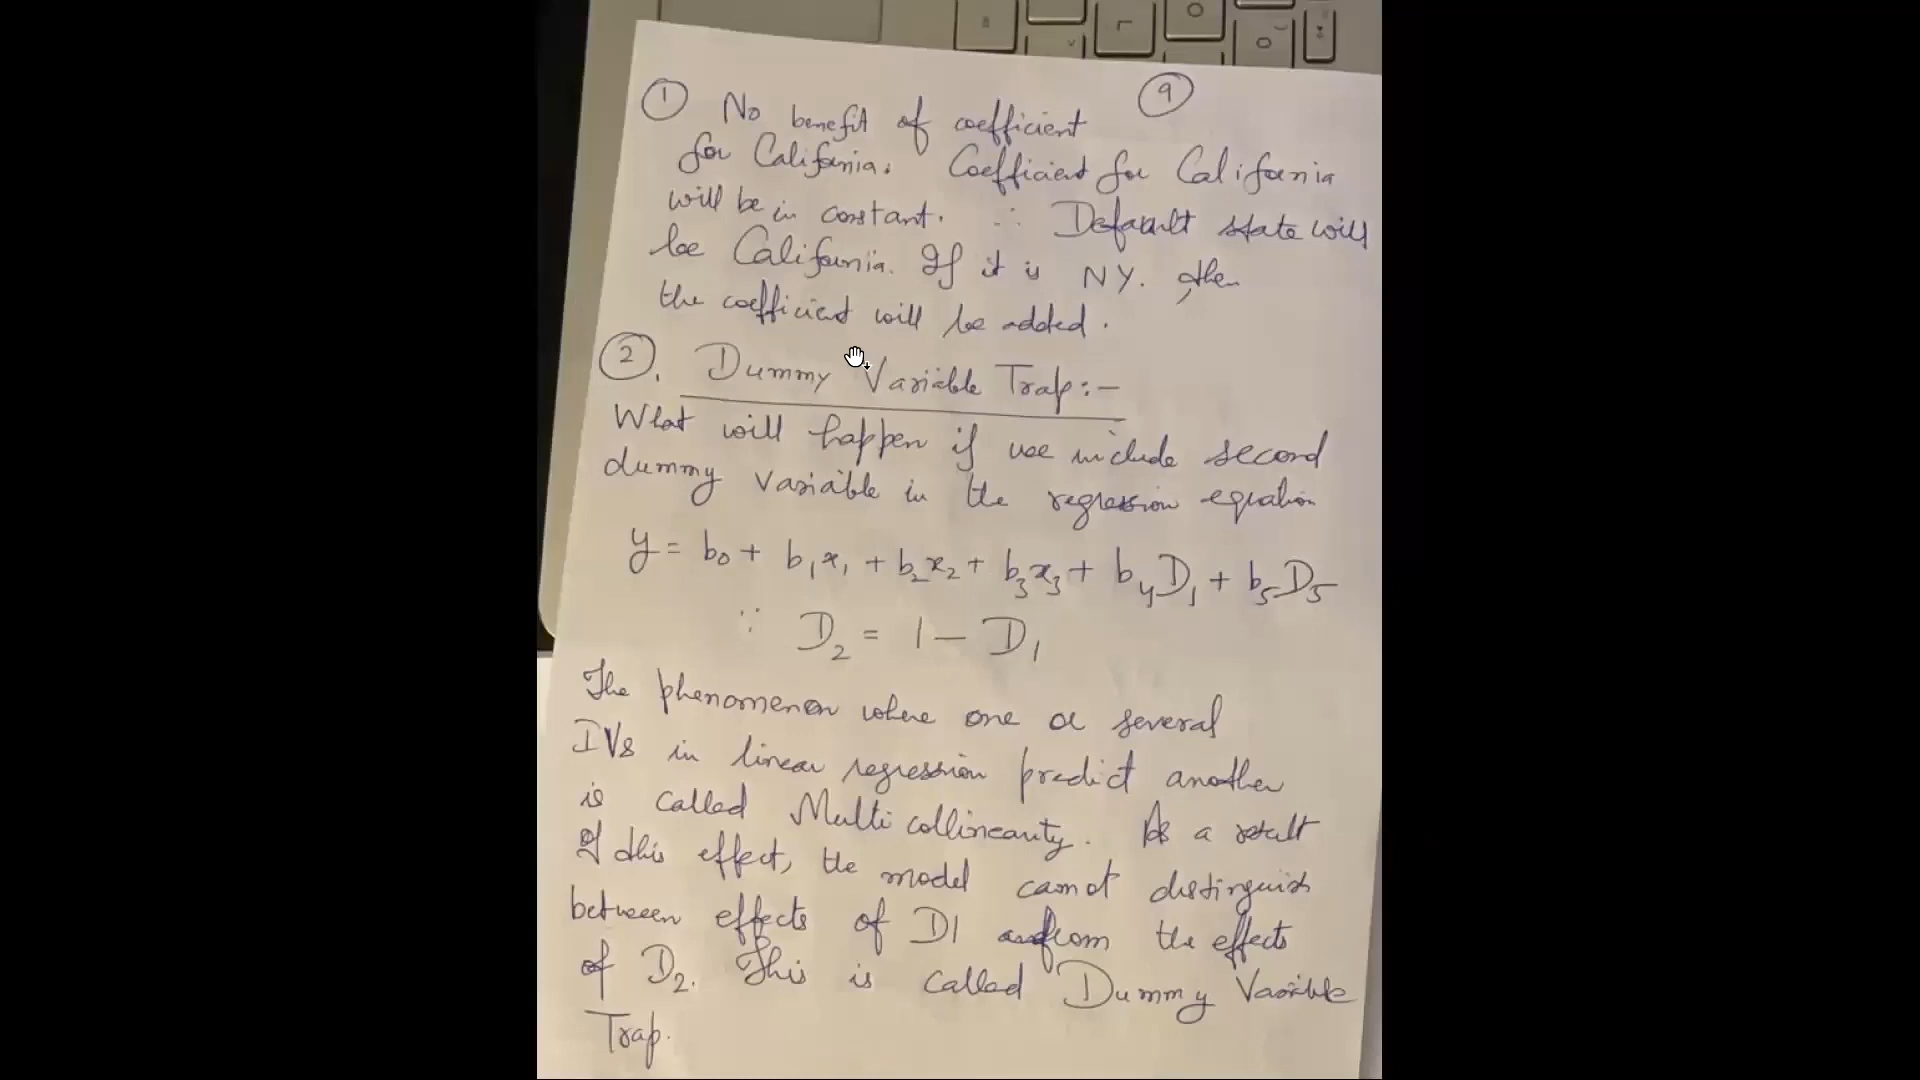 ① No benefit of coefficient ⑨
for California. Coefficient for California
will be in constant. ∴ Default state will
be California. If it is NY. then
the coefficient will be added.
②. Dummy Variable Trap:-
What will happen if we include second
dummy variable in the regression equation
y = b₀ + b₁x₁ + b₂x₂ + b₃x₃ + b₄D₁ + b₅D₅
∵ D₂ = 1 - D₁
The phenomenon where one or several
IVs in linear regression predict another
is called Multi collinearity. As a result
of this effect, the model cannot distinguish
between effects of D1 from the effects
of D₂. This is called Dummy Variable
Trap.